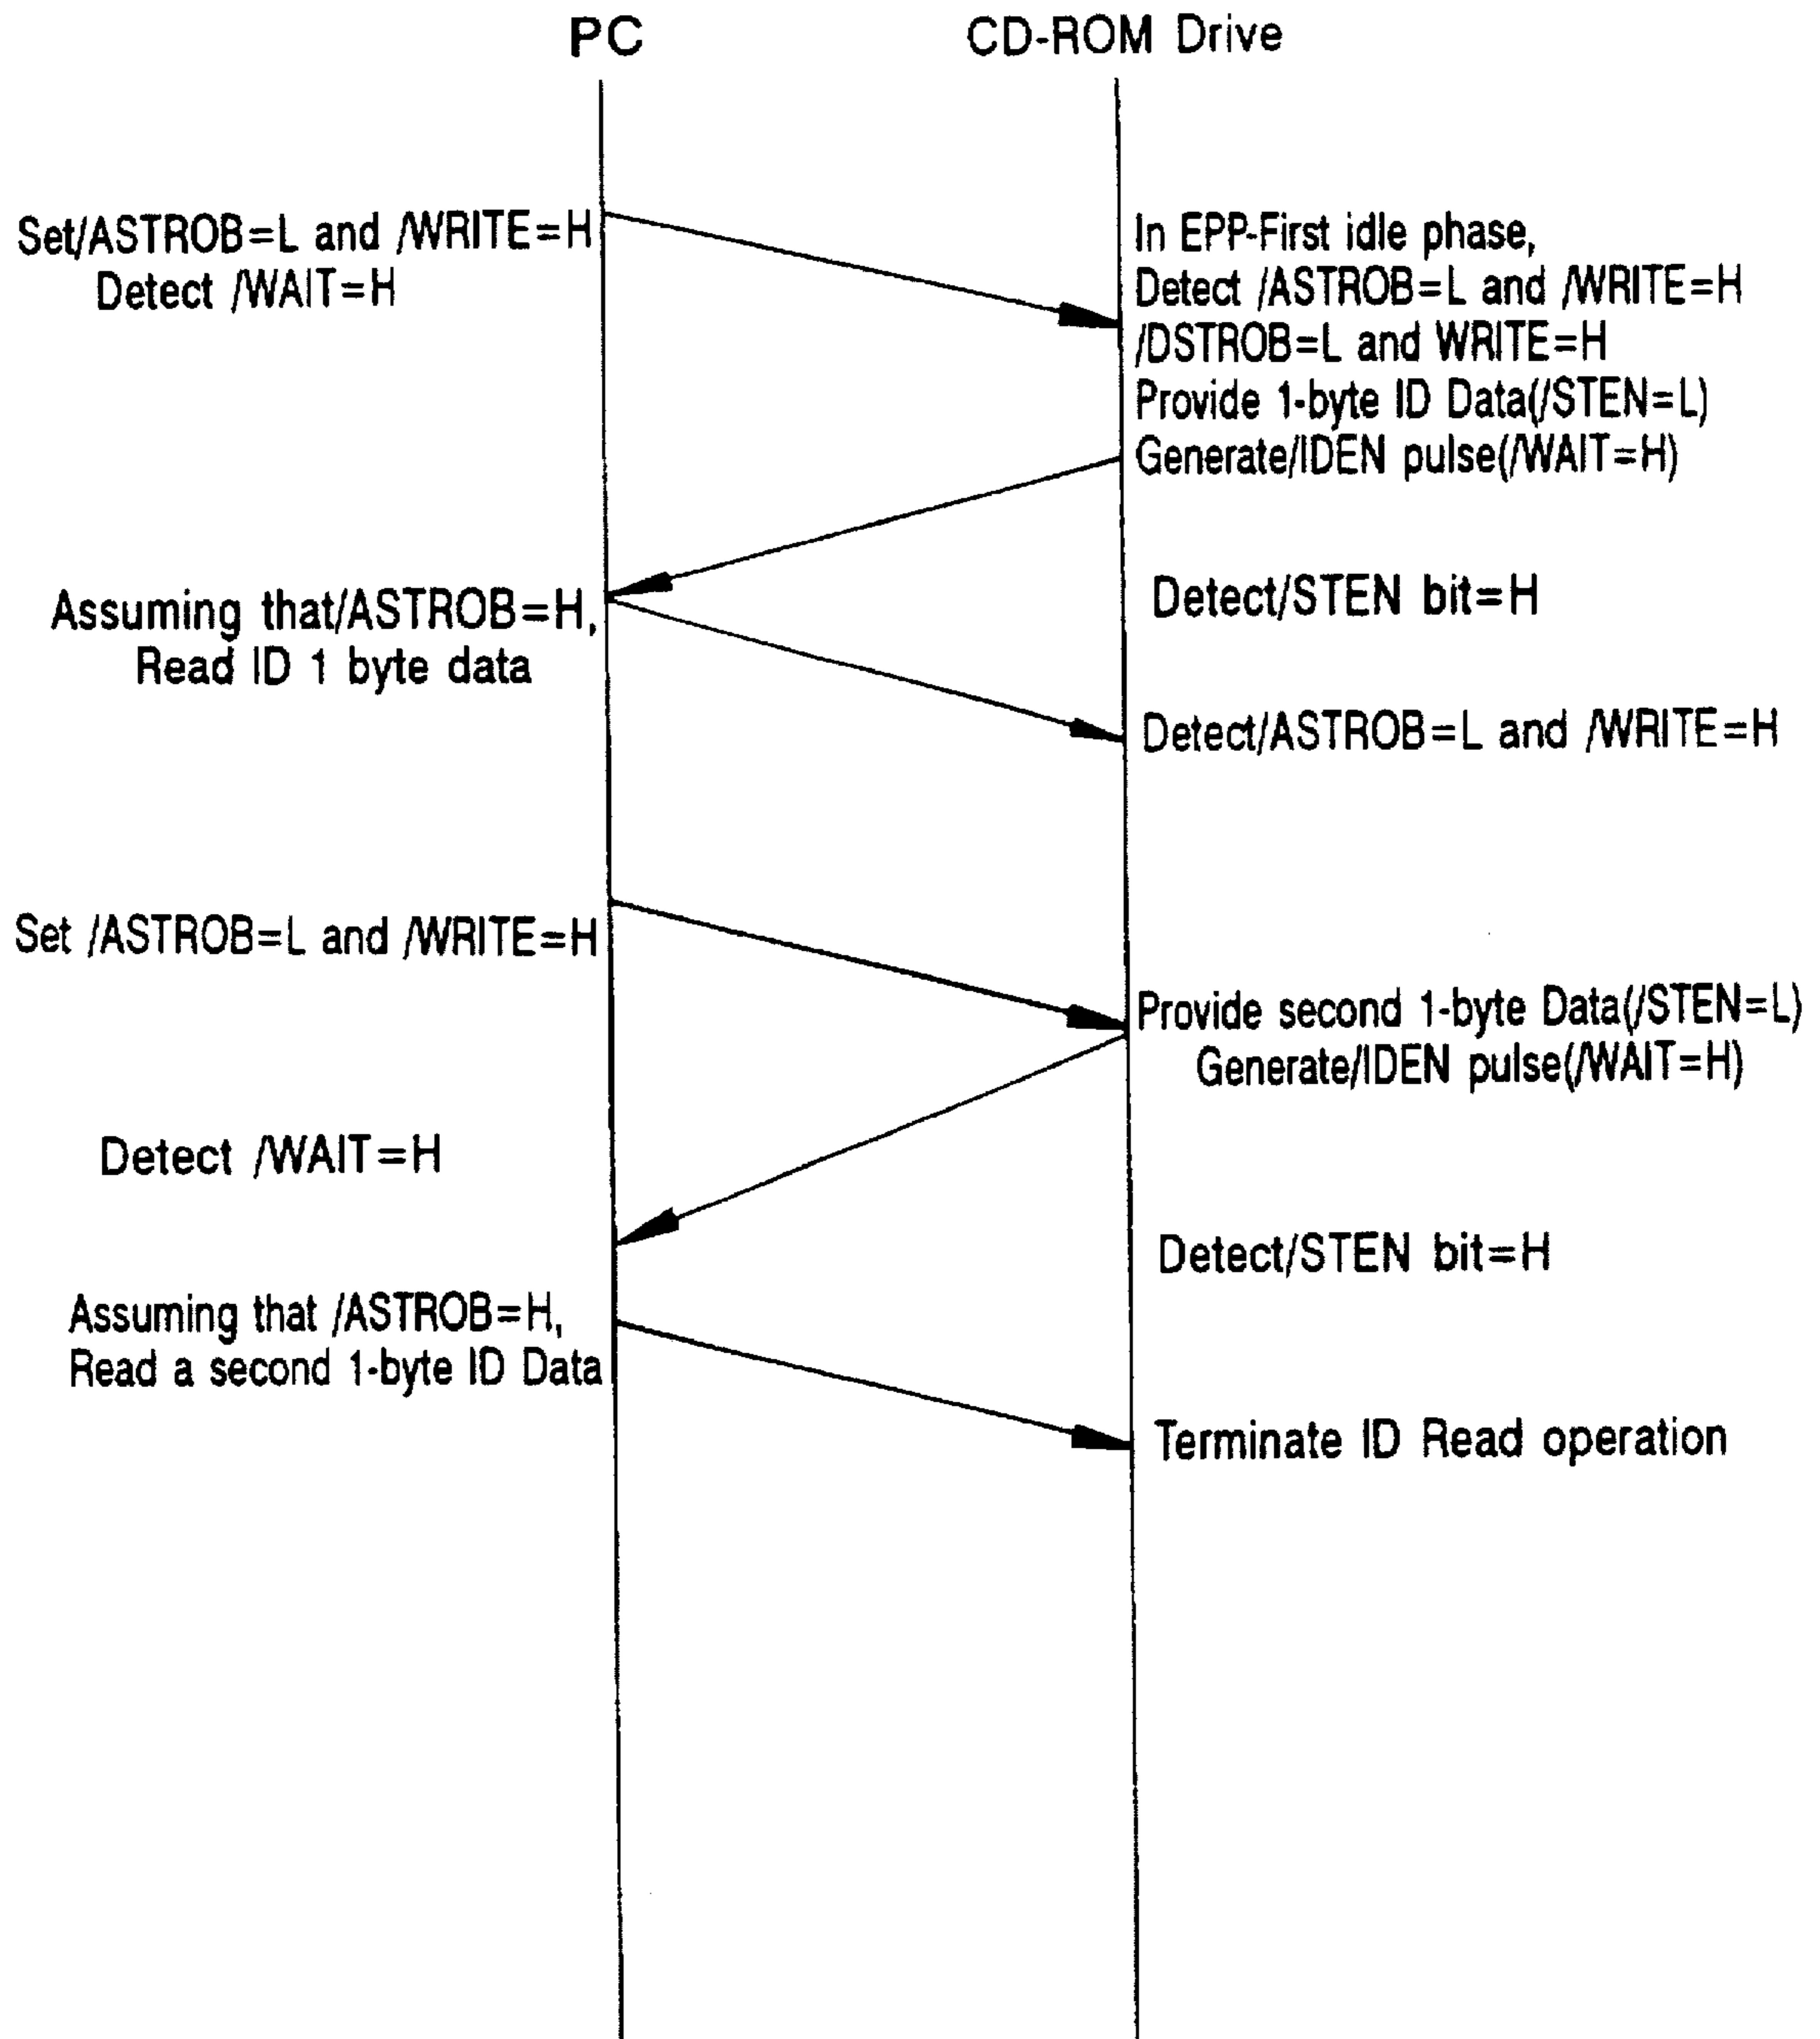 PC
CD-ROM Drive
Set/ASTROB=L and /WRITE=H
Detect /WAIT=H
In EPP-First idle phase,
Detect /ASTROB=L and /WRITE=H
/DSTROB=L and WRITE=H
Provide 1-byte ID Data(/STEN=L)
Generate/IDEN pulse(/WAIT=H)
Assuming that/ASTROB=H,
Read ID 1 byte data
Detect/STEN bit=H
Detect/ASTROB=L and /WRITE=H
Set /ASTROB=L and /WRITE=H
Provide second 1-byte Data(/STEN=L)
Generate/IDEN pulse(/WAIT=H)
Detect /WAIT=H
Detect/STEN bit=H
Assuming that /ASTROB=H,
Read a second 1-byte ID Data
Terminate ID Read operation